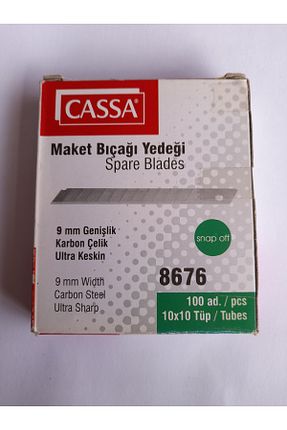 CASSA
Maket Bıçağı Yedeği
Spare Blades
9 mm Genişlik
Karbon Çelik
Ultra Keskin
snap off
9 mm Width
Carbon Steel
Ultra Sharp
8676
100 ad. / pcs
10x10 Tüp / Tubes